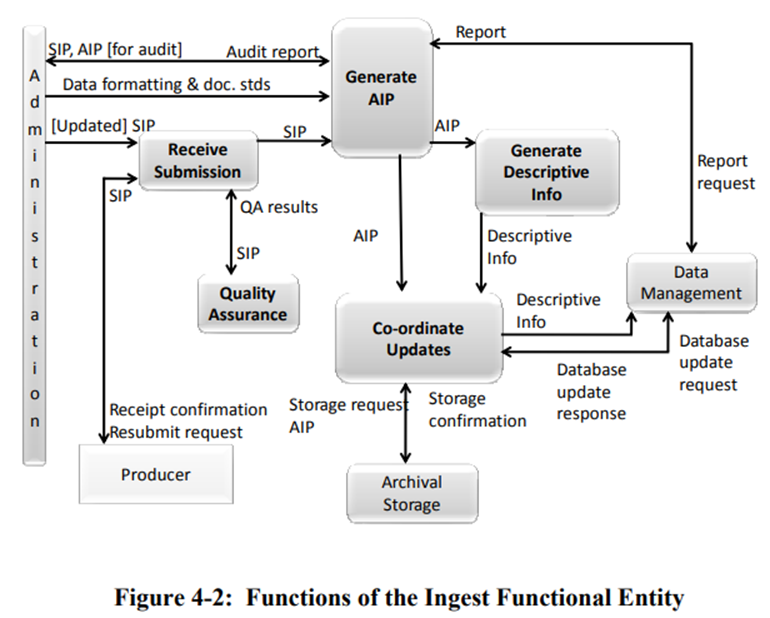 SIP, AIP [for audit]
Audit report
Report
Generate
AIP
Data formatting & doc. stds
[Updated] SIP
SIP
AIP
Receive
Submission
Generate
Descriptive
Info
Report
request
SIP
QA results
AIP
Descriptive
Info
SIP
Quality
Assurance
Data
Management
Co-ordinate
Updates
Descriptive
Info
Database
update
request
Database
update
response
Receipt confirmation
Resubmit request
Storage request
AIP
Storage
confirmation
Producer
Archival
Storage
A
d
m
i
n
i
s
t
r
a
t
i
o
n
Figure 4-2: Functions of the Ingest Functional Entity